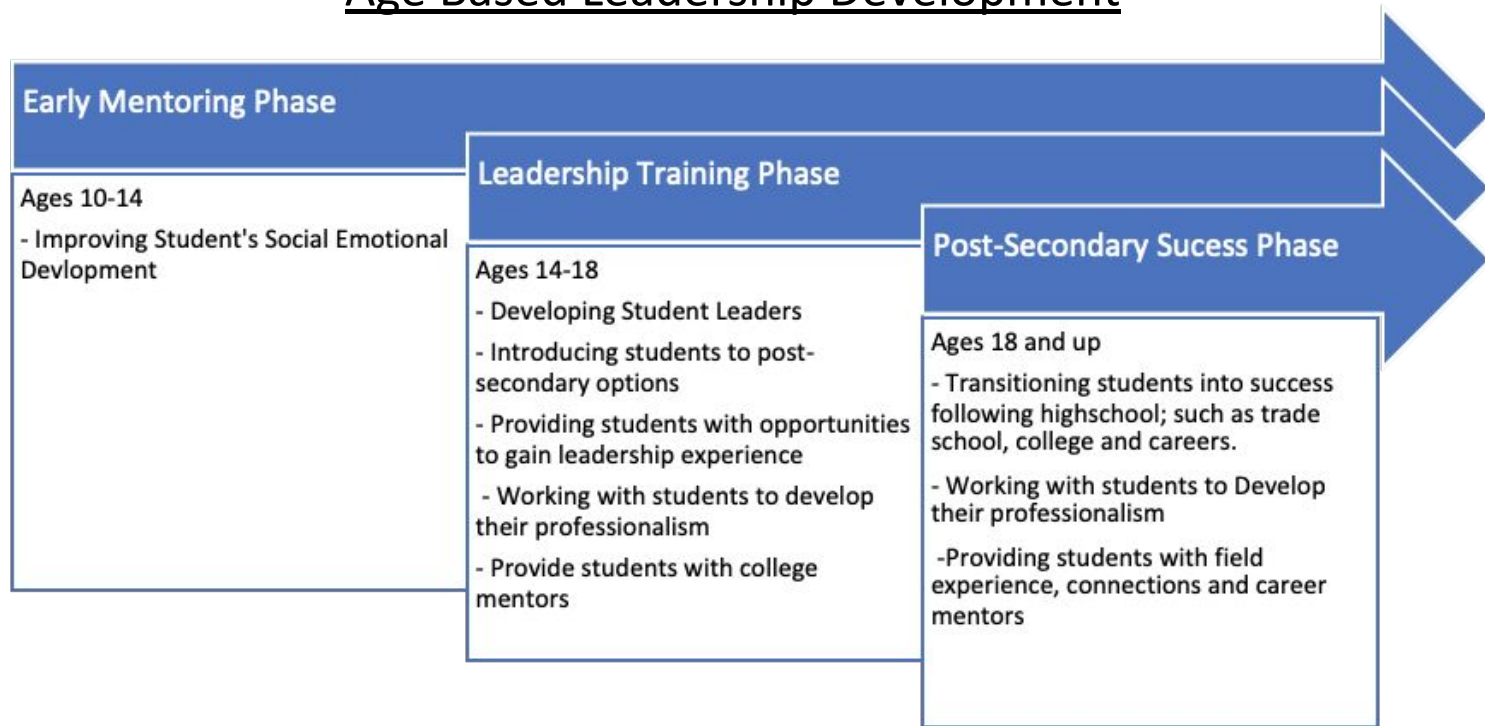 Age Based Leadership Development
Early Mentoring Phase
Ages 10-14
- Improving Student's Social Emotional
Devlopment
Leadership Training Phase
Ages 14-18
- Developing Student Leaders
- Introducing students to post-
secondary options
- Providing students with opportunities
to gain leadership experience
- Working with students to develop
their professionalism
- Provide students with college
mentors
Post-Secondary Sucess Phase
Ages 18 and up
- Transitioning students into success
following highschool; such as trade
school, college and careers.
- Working with students to Develop
their professionalism
-Providing students with field
experience, connections and career
mentors